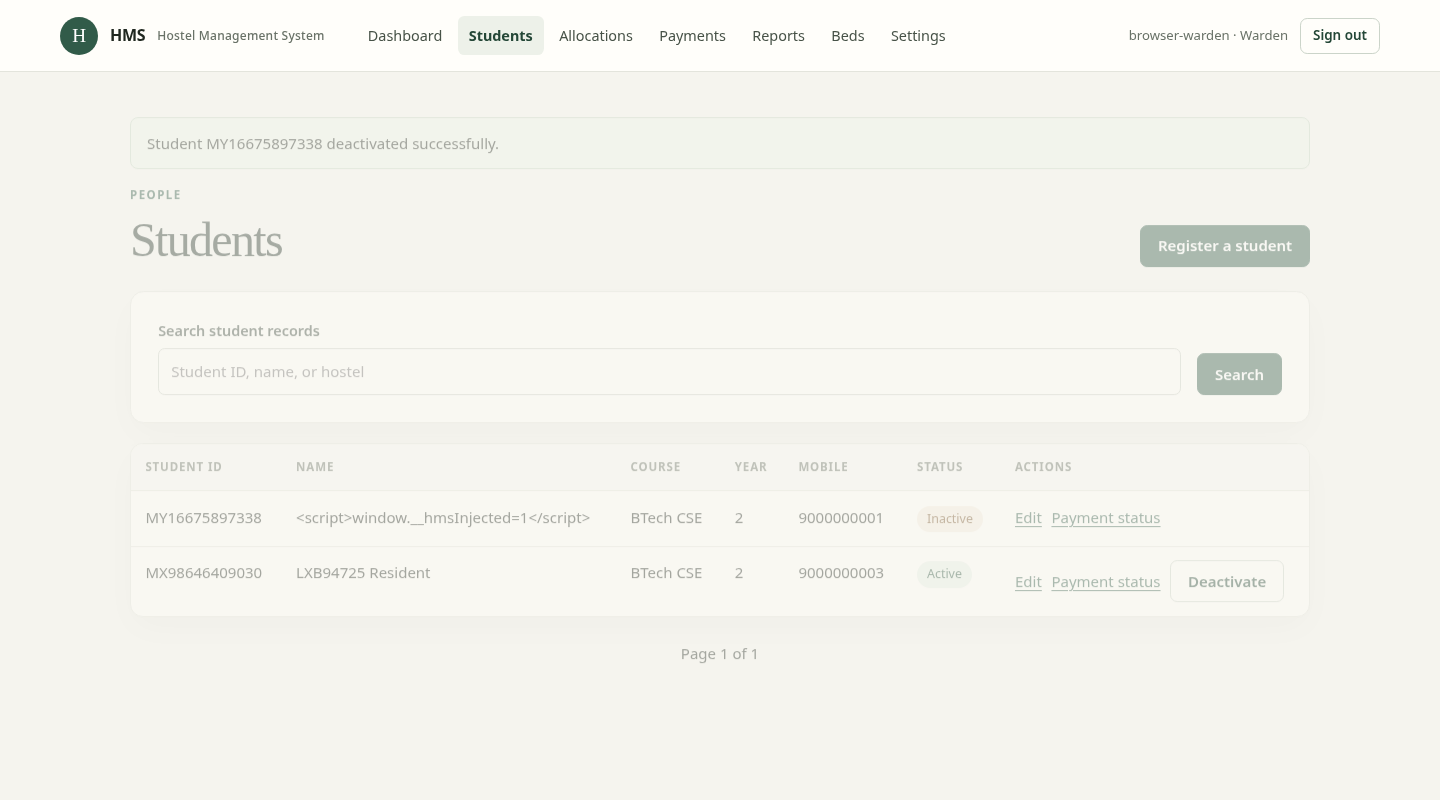 H HMS Hostel Management System Dashboard Students Allocations Payments Reports Beds Settings browser-warden · Warden Sign out
Student MY16675897338 deactivated successfully.
PEOPLE
Students
Register a student
Search student records
Student ID, name, or hostel
Search
STUDENT ID NAME COURSE YEAR MOBILE STATUS ACTIONS
MY16675897338 <script>window.__hmsInjected=1</script> BTech CSE 2 9000000001 Inactive Edit Payment status
MX98646409030 LXB94725 Resident BTech CSE 2 9000000003 Active Edit Payment status Deactivate
Page 1 of 1